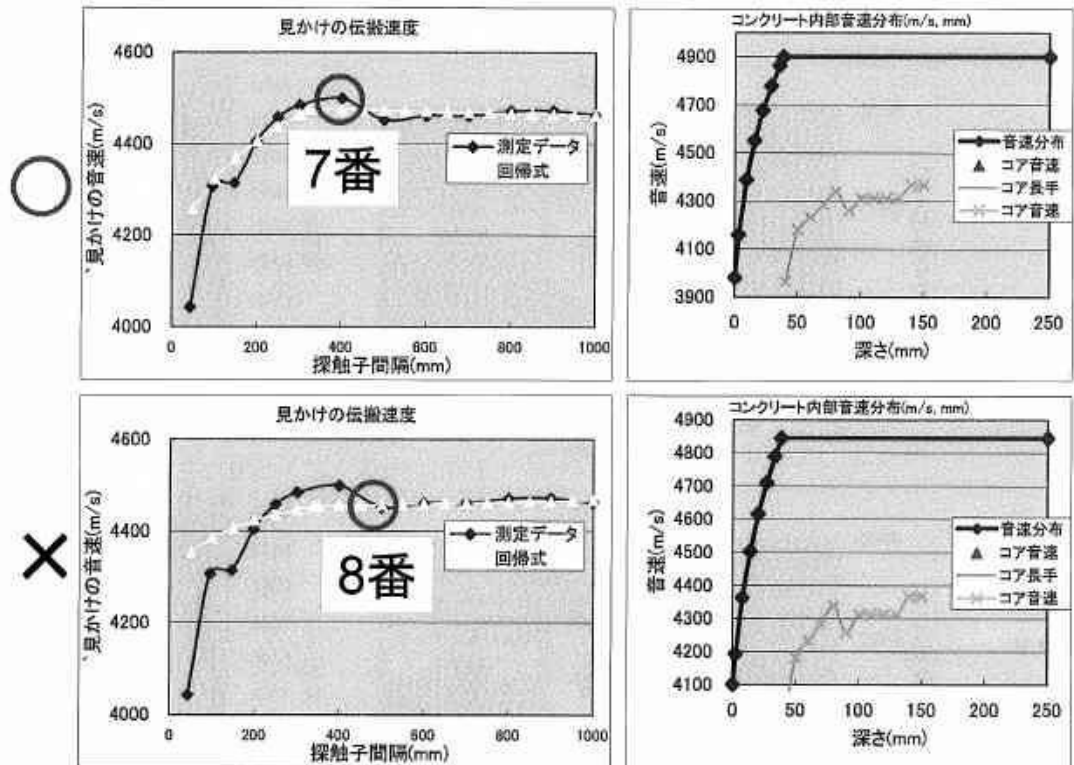 見かけの伝搬速度
4600
4400
4200
4000
`見かけの音速(m/s)
0
200
400
600
800
1000
探触子間隔(mm)
7番
測定データ
回帰式
コンクリート内部音速分布(m/s, mm)
4900
4700
4500
4300
4100
3900
音速(m/s)
0
50
100
150
200
250
深さ(mm)
音速分布
コア音速
コア長手
コア音速
見かけの伝搬速度
4600
4400
4200
4000
`見かけの音速(m/s)
0
200
400
600
800
1000
探触子間隔(mm)
8番
測定データ
回帰式
コンクリート内部音速分布(m/s, mm)
4900
4800
4700
4600
4500
4400
4300
4200
4100
音速(m/s)
0
50
100
150
200
250
深さ(mm)
音速分布
コア音速
コア長手
コア音速